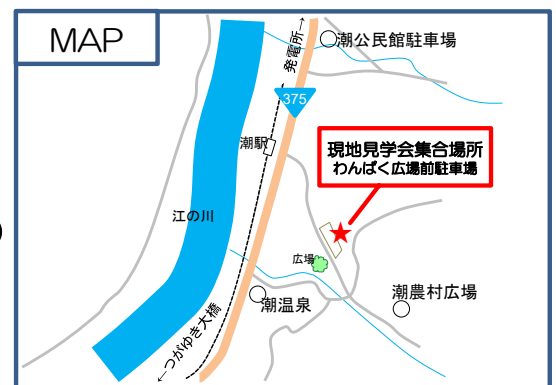 MAP
発電所→
潮公民館駐車場
375
潮駅
現地見学会集合場所
わんぱく広場前駐車場
江の川
広場
潮温泉
潮農村広場
←つがゆき大橋